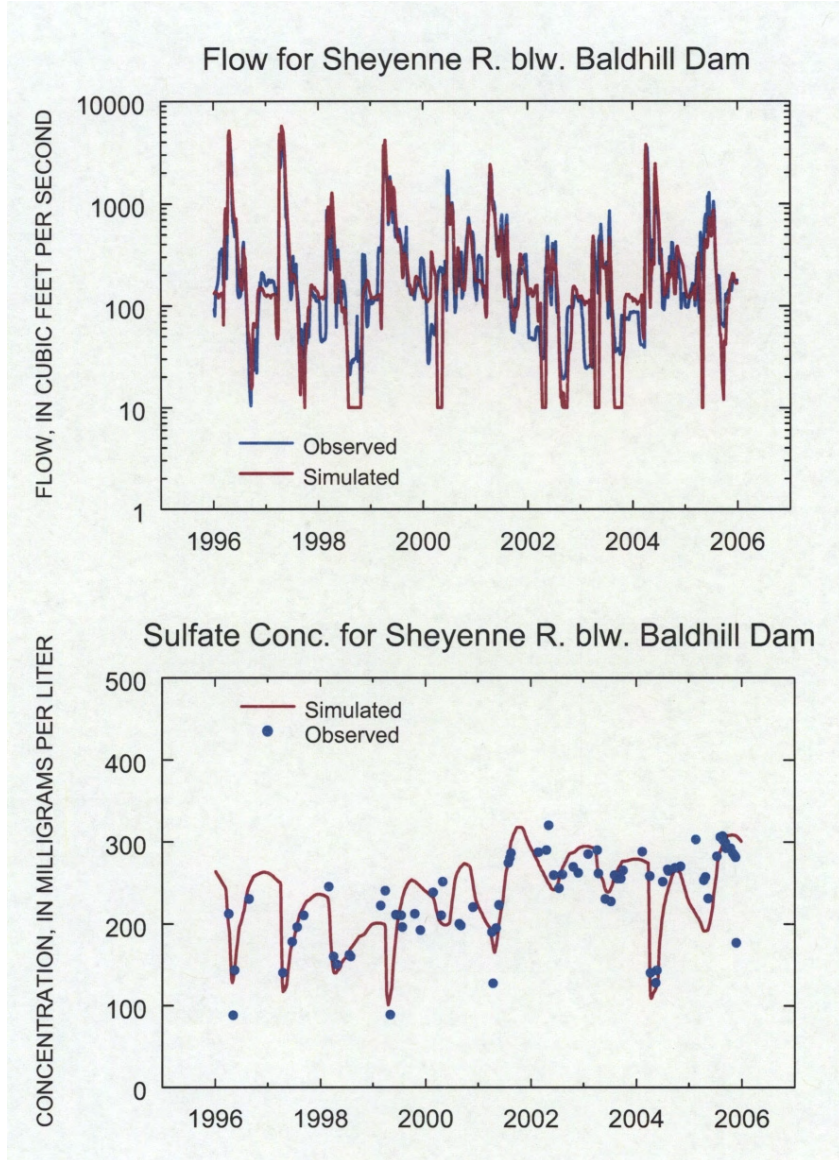 Flow for Sheyenne R. blw. Baldhill Dam
FLOW, IN CUBIC FEET PER SECOND
10000
1000
100
10
1
Observed
Simulated
1996 1998 2000 2002 2004 2006
Sulfate Conc. for Sheyenne R. blw. Baldhill Dam
CONCENTRATION, IN MILLIGRAMS PER LITER
500
400
300
200
100
0
Simulated
Observed
1996 1998 2000 2002 2004 2006